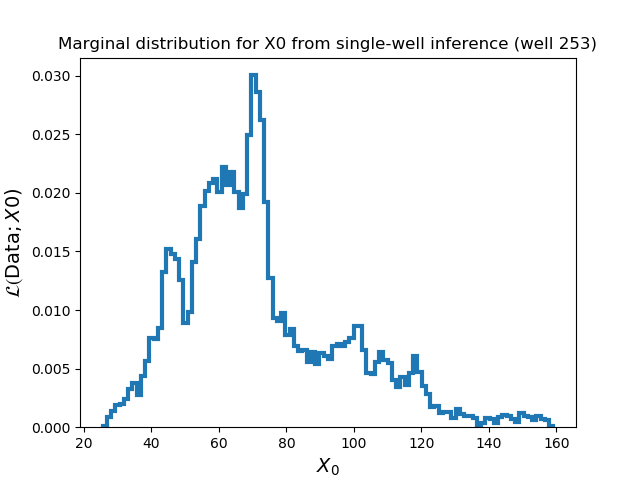 Marginal distribution for X0 from single-well inference (well 253)
ℒ(Data; X0)
0.030
0.025
0.020
0.015
0.010
0.005
0.000
20 40 60 80 100 120 140 160
X₀